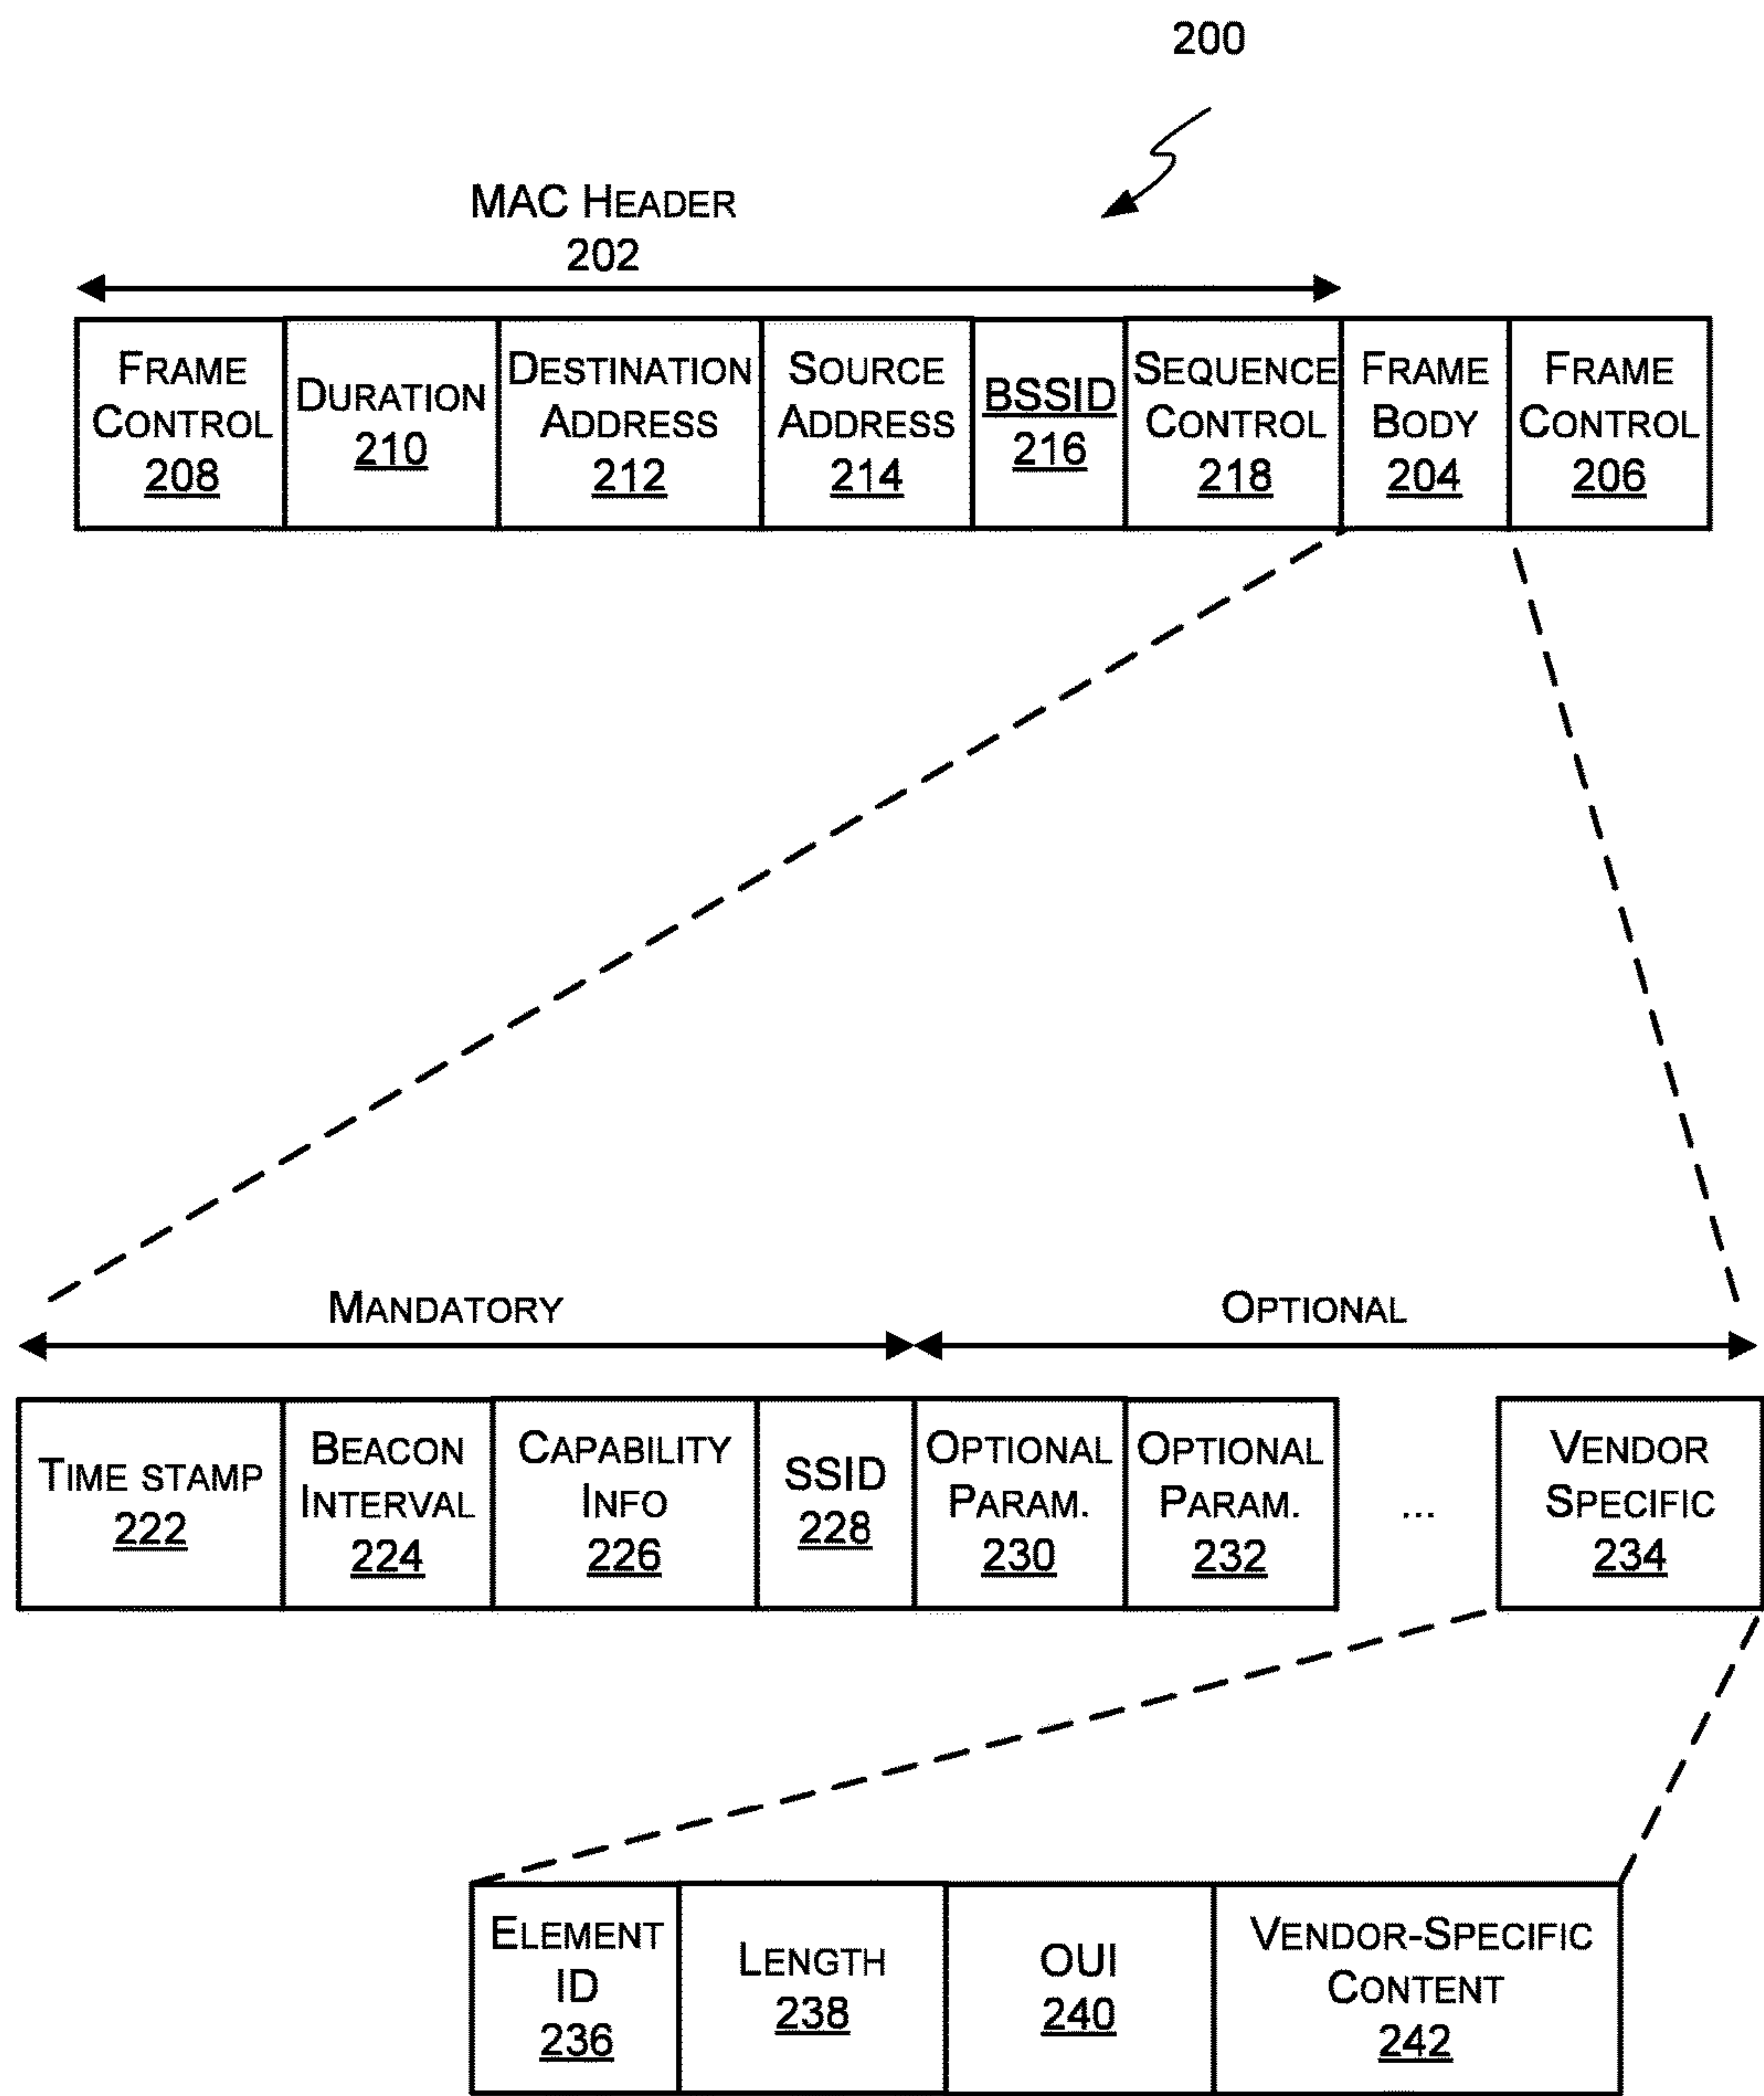 200
MAC HEADER
202
FRAME CONTROL 208
DURATION 210
DESTINATION ADDRESS 212
SOURCE ADDRESS 214
BSSID 216
SEQUENCE CONTROL 218
FRAME BODY 204
FRAME CONTROL 206
MANDATORY
OPTIONAL
TIME STAMP 222
BEACON INTERVAL 224
CAPABILITY INFO 226
SSID 228
OPTIONAL PARAM. 230
OPTIONAL PARAM. 232
...
VENDOR SPECIFIC 234
ELEMENT ID 236
LENGTH 238
OUI 240
VENDOR-SPECIFIC CONTENT 242